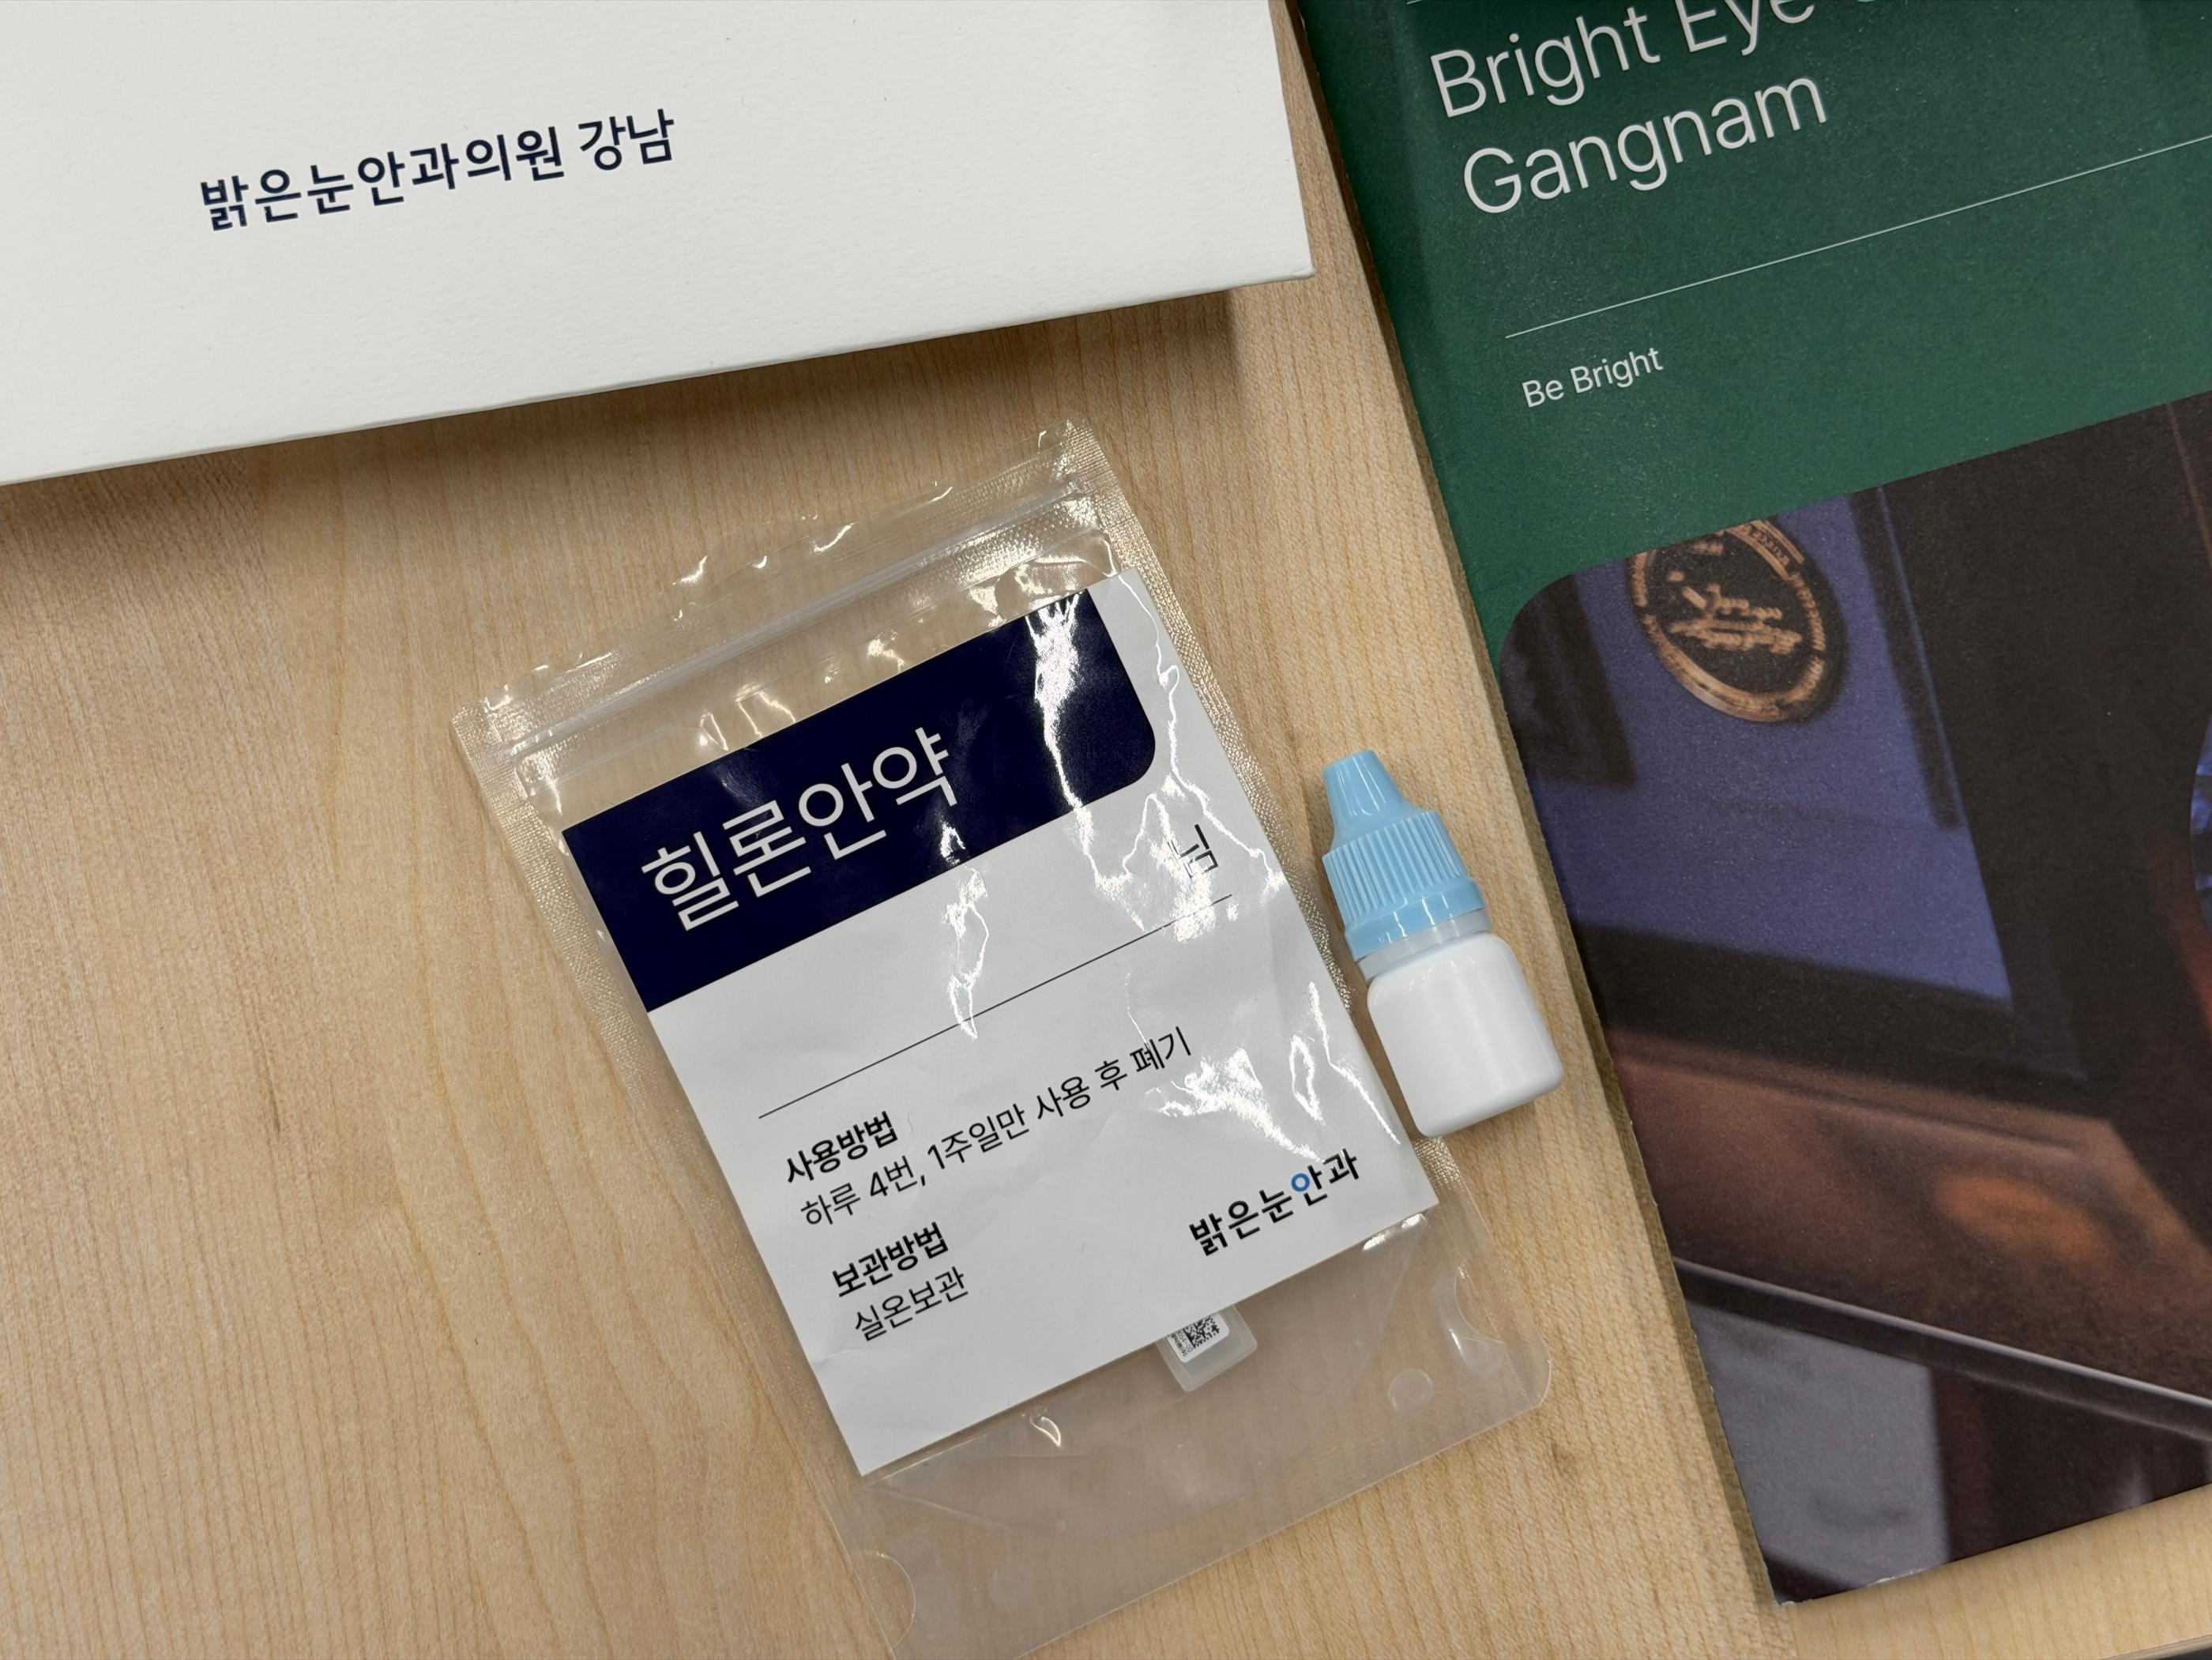 밝은눈안과의원 강남
Bright Eye
Gangnam
Be Bright
힐론안약
님
사용방법
하루 4번, 1주일만 사용 후 폐기
보관방법
실온보관
밝은눈안과